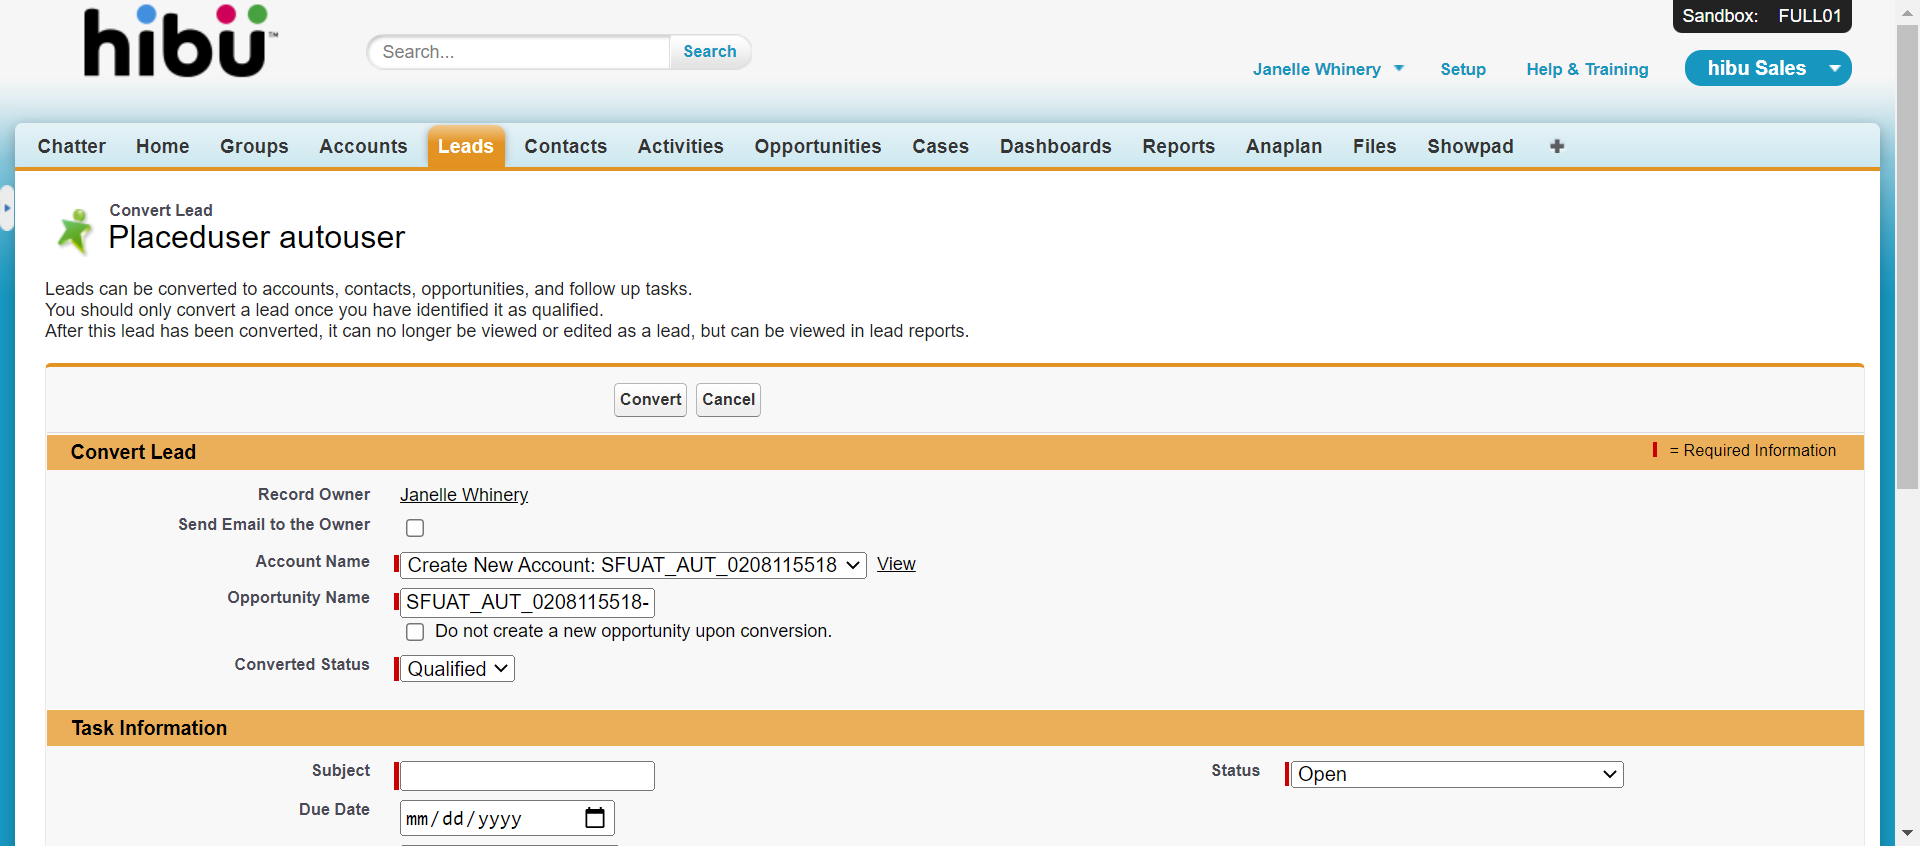 hibü™
Search...
Search
Sandbox: FULL01
Janelle Whinery
Setup
Help & Training
hibu Sales
Chatter
Home
Groups
Accounts
Leads
Contacts
Activities
Opportunities
Cases
Dashboards
Reports
Anaplan
Files
Showpad
Convert Lead
Placeduser autouser
Leads can be converted to accounts, contacts, opportunities, and follow up tasks.
You should only convert a lead once you have identified it as qualified.
After this lead has been converted, it can no longer be viewed or edited as a lead, but can be viewed in lead reports.
Convert
Cancel
Convert Lead
= Required Information
Record Owner
Janelle Whinery
Send Email to the Owner
Account Name
Create New Account: SFUAT_AUT_0208115518
View
Opportunity Name
SFUAT_AUT_0208115518-
Do not create a new opportunity upon conversion.
Converted Status
Qualified
Task Information
Subject
Status
Open
Due Date
mm/dd/yyyy